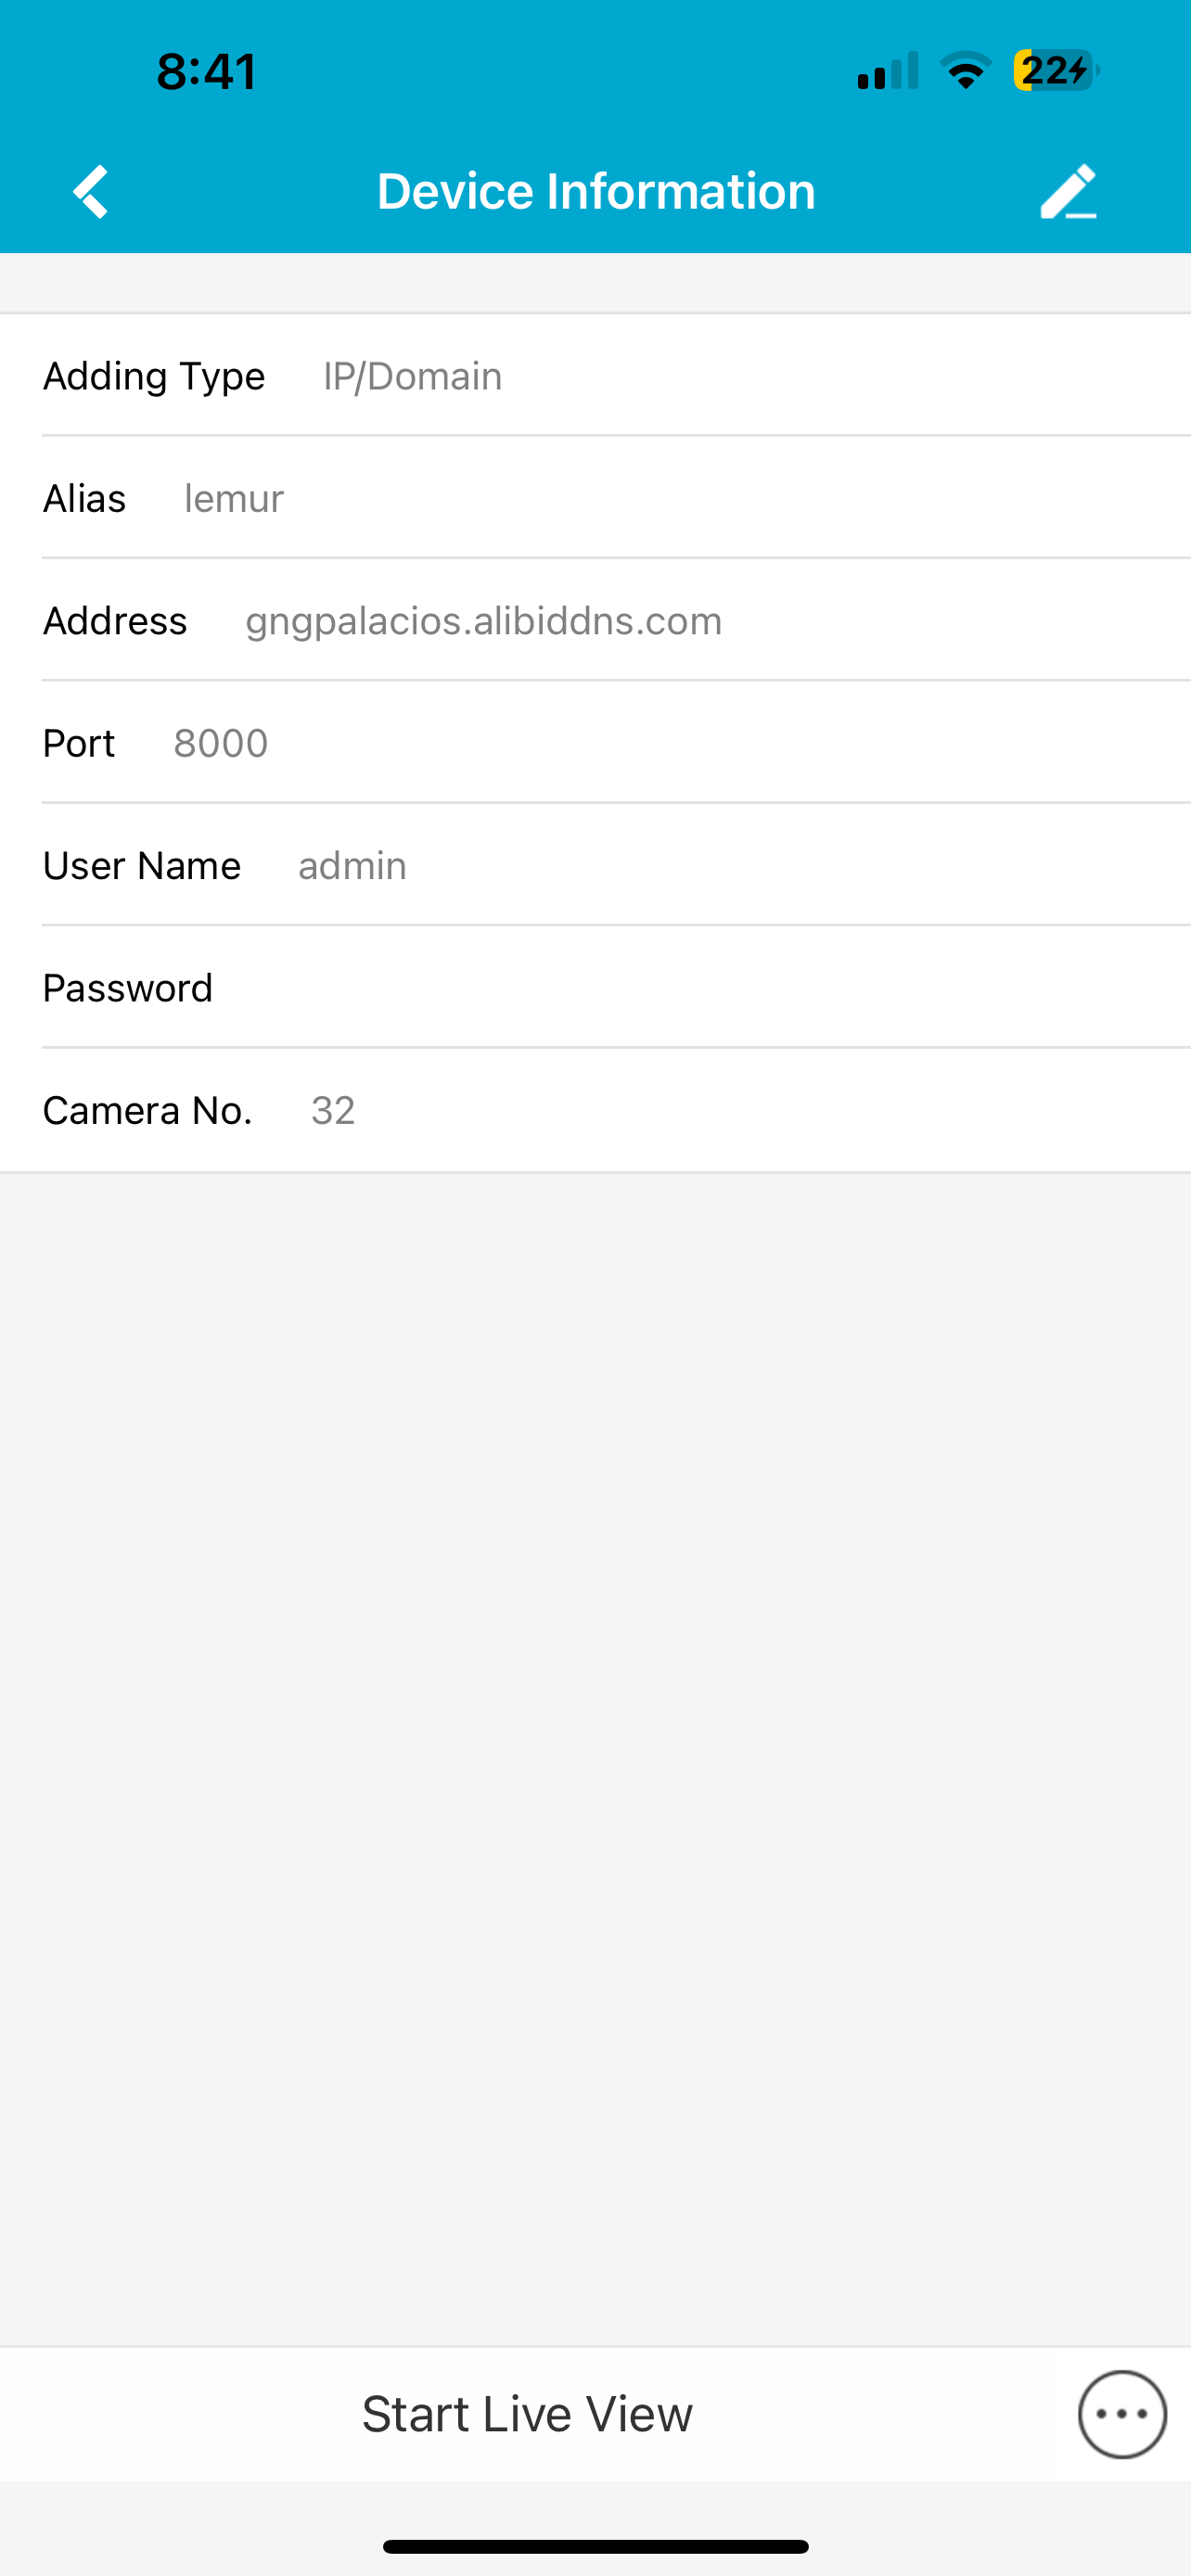 8:41
22
Device Information
Adding Type IP/Domain
Alias lemur
Address gngpalacios.alibiddns.com
Port 8000
User Name admin
Password
Camera No. 32
Start Live View